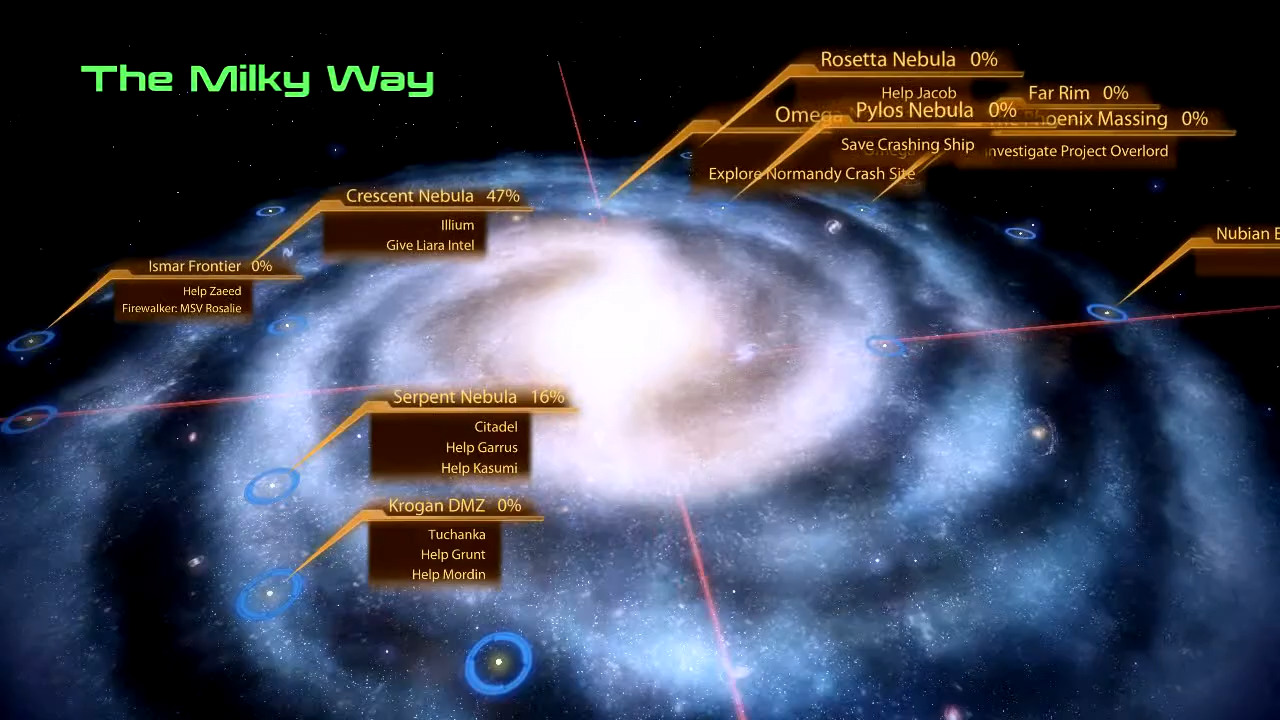 The Milky Way
Rosetta Nebula 0%
Help Jacob
Far Rim 0%
Omega
Pylos Nebula 0%
Phoenix Massing 0%
Save Crashing Ship
Omega
Investigate Project Overlord
Explore Normandy Crash Site
Crescent Nebula 47%
Illium
Give Liara Intel
Nubian E
Ismar Frontier 0%
Help Zaeed
Firewalker: MSV Rosalie
Serpent Nebula 16%
Citadel
Help Garrus
Help Kasumi
Krogan DMZ 0%
Tuchanka
Help Grunt
Help Mordin